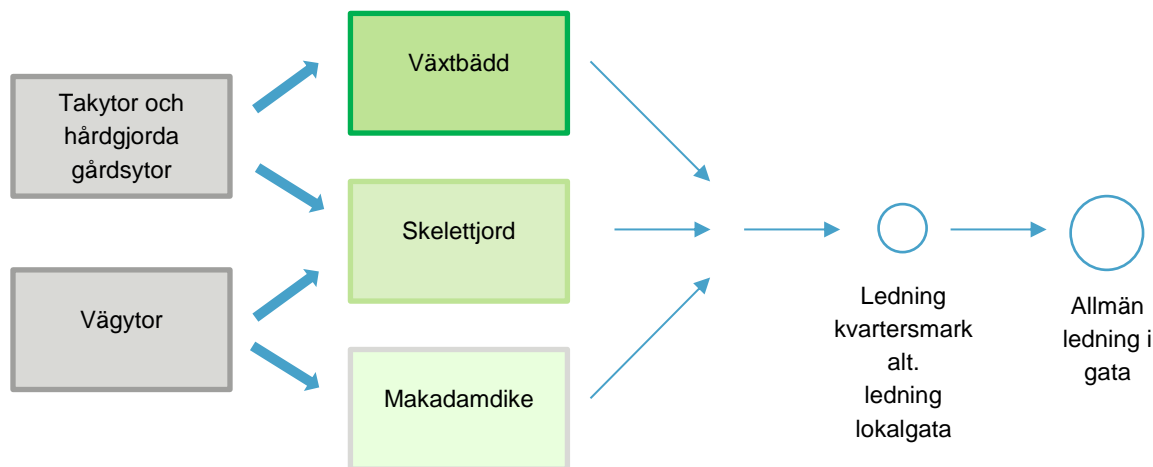 Takytor och
hårdgjorda
gårdsytor
Vägytor
Växtbädd
Skelettjord
Makadamdike
Ledning
kvartersmark
alt.
ledning
lokalgata
Allmän
ledning i
gata